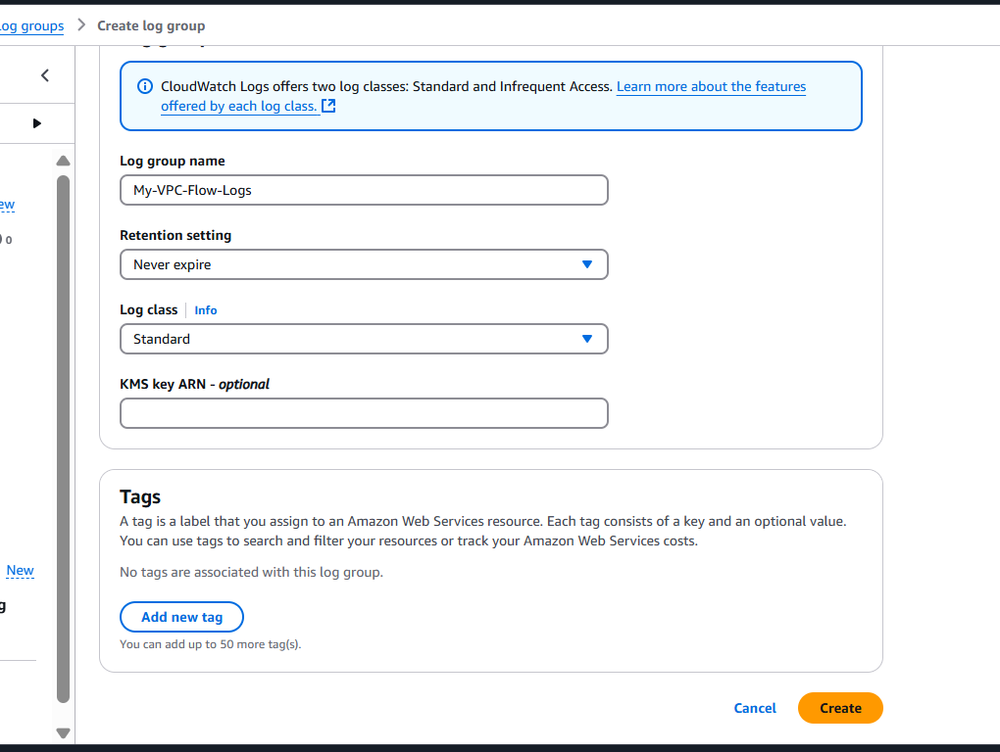 log groups > Create log group
CloudWatch Logs offers two log classes: Standard and Infrequent Access. Learn more about the features
offered by each log class.
Log group name
My-VPC-Flow-Logs
Retention setting
Never expire
Log class Info
Standard
KMS key ARN - optional
Tags
A tag is a label that you assign to an Amazon Web Services resource. Each tag consists of a key and an optional value.
You can use tags to search and filter your resources or track your Amazon Web Services costs.
No tags are associated with this log group.
Add new tag
You can add up to 50 more tag(s).
Cancel Create
ew
0
New
g